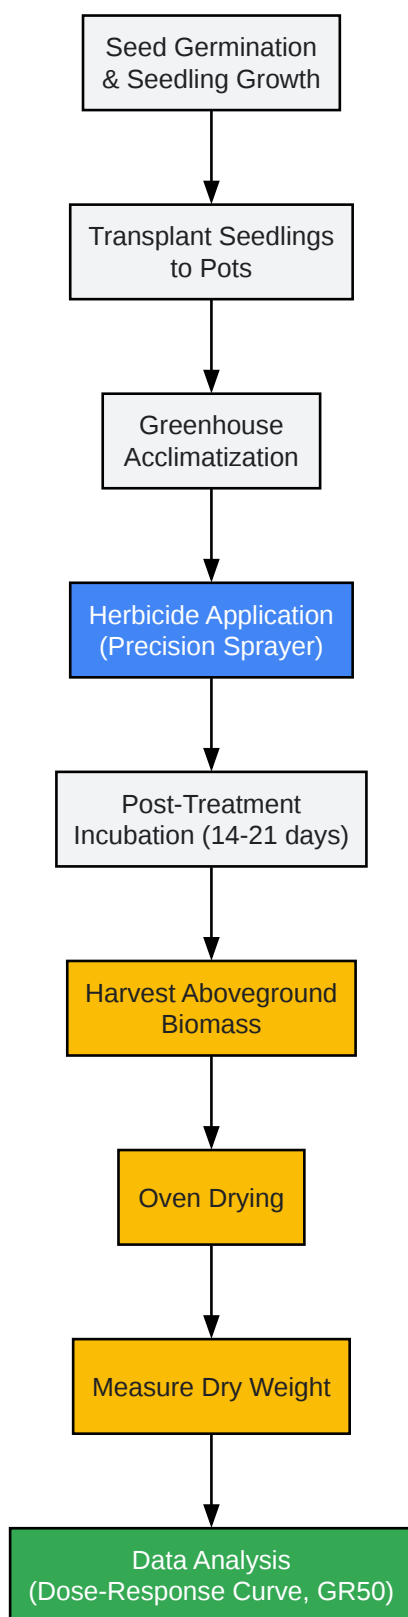 Seed Germination
& Seedling Growth
Transplant Seedlings
to Pots
Greenhouse
Acclimatization
Herbicide Application
(Precision Sprayer)
Post-Treatment
Incubation (14-21 days)
Harvest Aboveground
Biomass
Oven Drying
Measure Dry Weight
Data Analysis
(Dose-Response Curve, GR50)